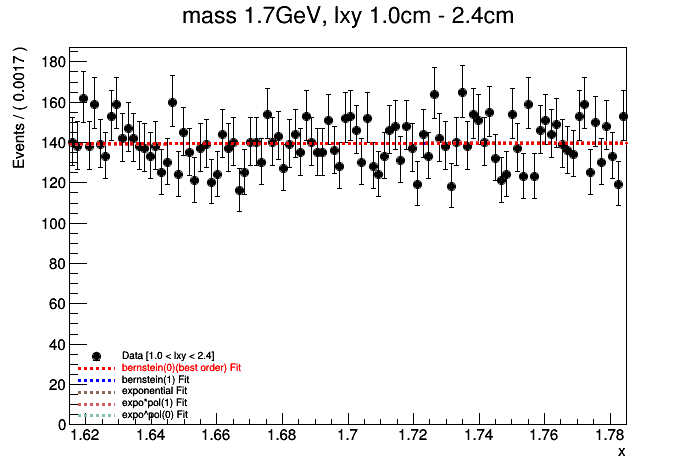 mass 1.7GeV, lxy 1.0cm - 2.4cm
Events / ( 0.0017 )
180
160
140
120
100
80
60
40
20
0
Data [1.0 < lxy < 2.4]
bernstein(0)(best order) Fit
bernstein(1) Fit
exponential Fit
expo*pol(1) Fit
expo^pol(0) Fit
1.62 1.64 1.66 1.68 1.7 1.72 1.74 1.76 1.78
x